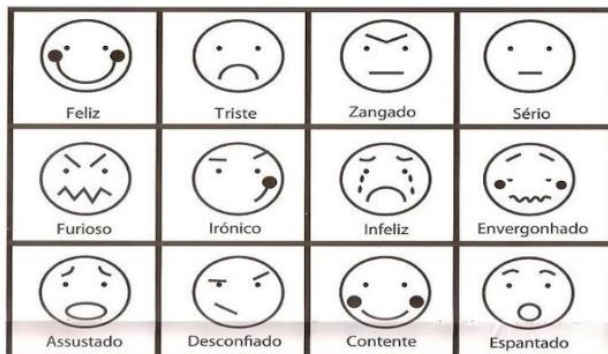 Feliz Triste Zangado Sério
Furioso Irónico Infeliz Envergonhado
Assustado Desconfiado Contente Espantado